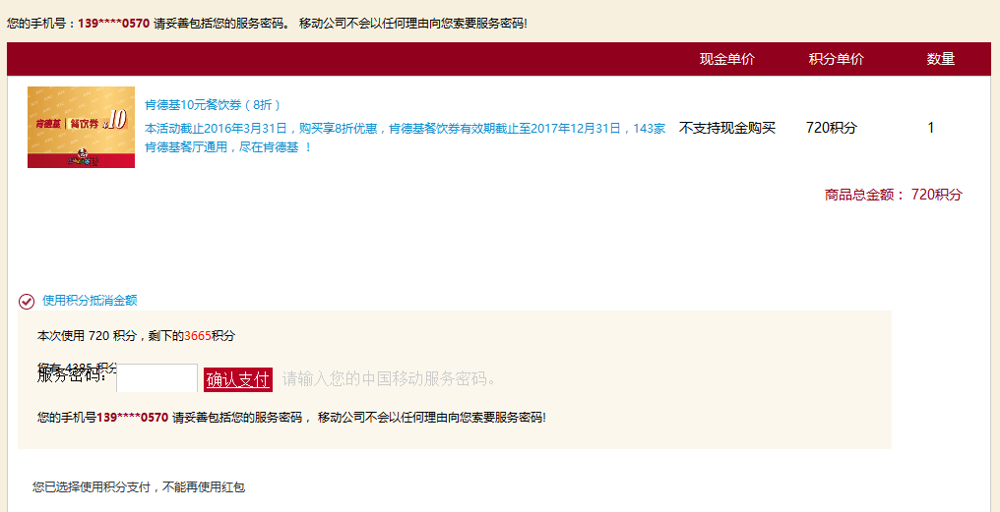 您的手机号：139****0570 请妥善包括您的服务密码。 移动公司不会以任何理由向您索要服务密码!
现金单价 积分单价 数量
肯德基 餐饮券 ¥10
肯德基10元餐饮券（8折）
本活动截止2016年3月31日，购买享8折优惠，肯德基餐饮券有效期截止至2017年12月31日，143家
肯德基餐厅通用，尽在肯德基 ！
不支持现金购买 720积分 1
商品总金额： 720积分
使用积分抵消金额
本次使用 720 积分，剩下的3665积分
您有 4385 积分
服务密码： 确认支付 请输入您的中国移动服务密码。
您的手机号139****0570 请妥善包括您的服务密码， 移动公司不会以任何理由向您索要服务密码!
您已选择使用积分支付，不能再使用红包